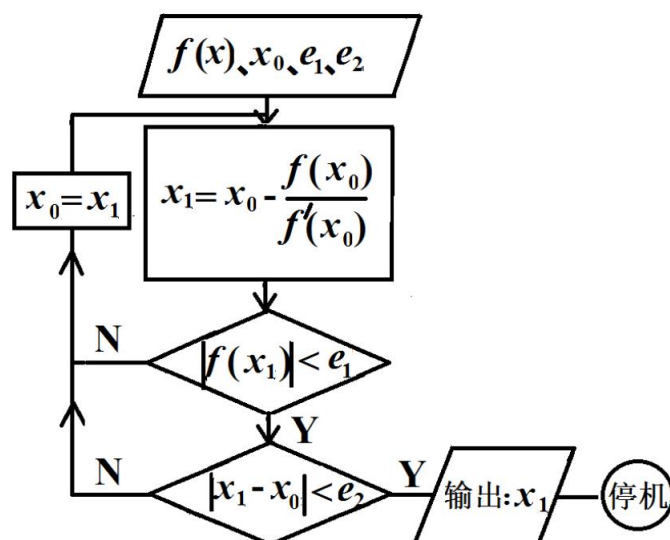 f(x)、x₀、e₁、e₂
x₀=x₁
x₁=x₀-f(x₀)/f′(x₀)
N
|f(x₁)|<e₁
Y
N
|x₁-x₀|<e₂
Y
输出:x₁
停机